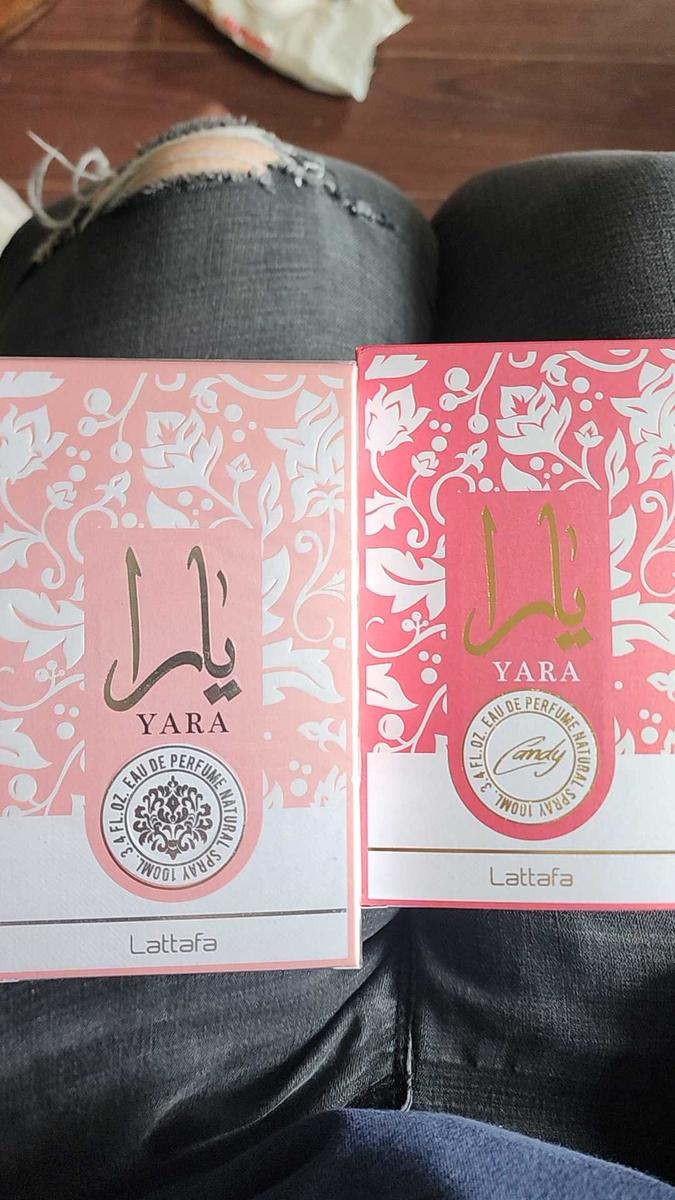 يارا
YARA
3.4 FL.OZ. EAU DE PERFUME NATURAL SPRAY 100ML.
Lattafa
يارا
YARA
3.4 FL.OZ. EAU DE PERFUME NATURAL SPRAY 100ML.
Candy
Lattafa